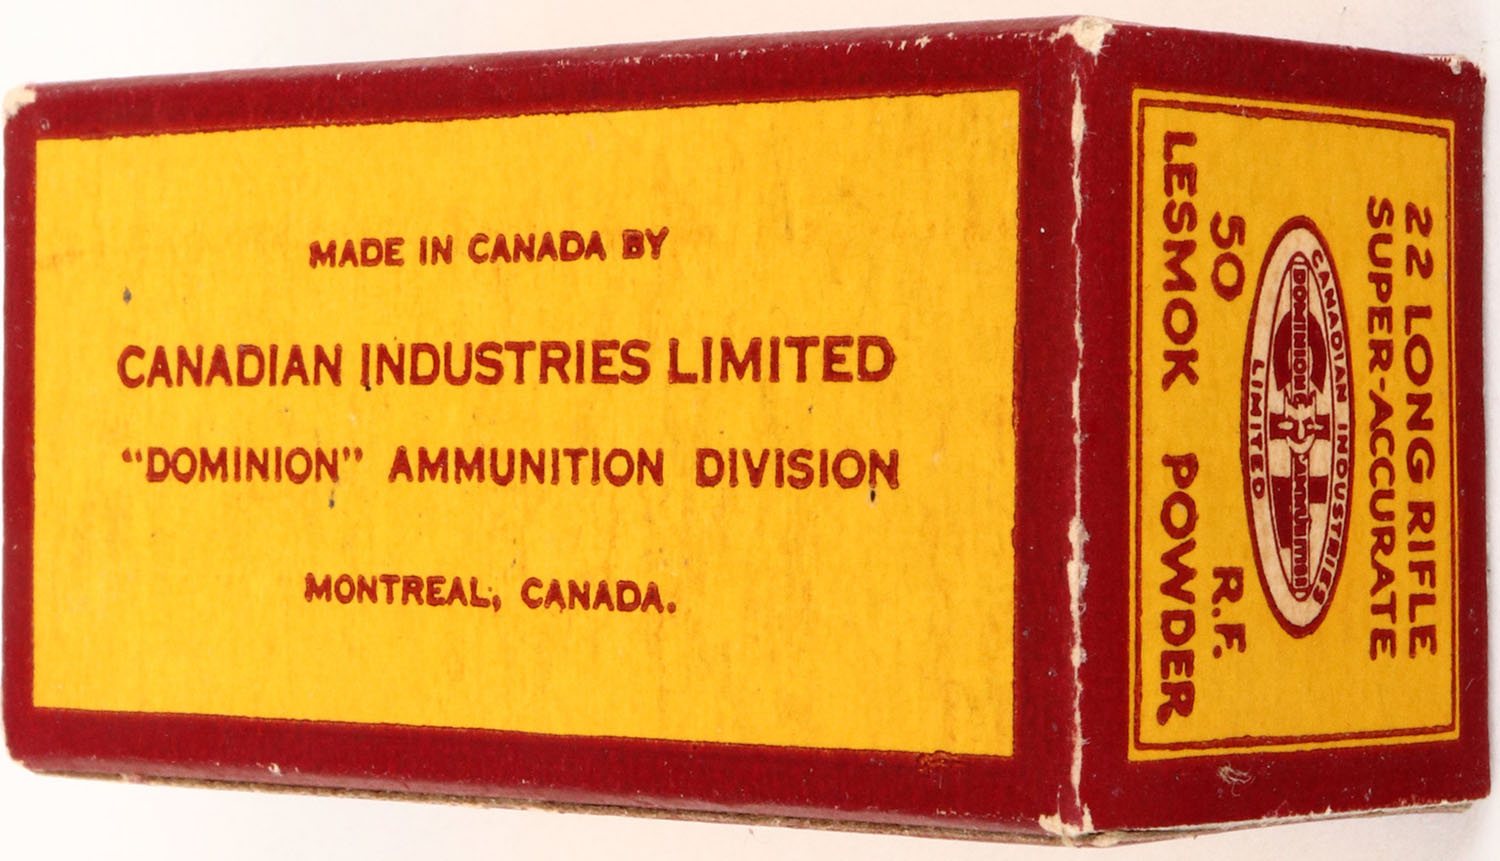 MADE IN CANADA BY
CANADIAN INDUSTRIES LIMITED
"DOMINION" AMMUNITION DIVISION
MONTREAL, CANADA.
22 LONG RIFLE
SUPER-ACCURATE
CANADIAN INDUSTRIES
DOMINION
AMMUNITION
LIMITED
50 R.F.
LESMOK POWDER